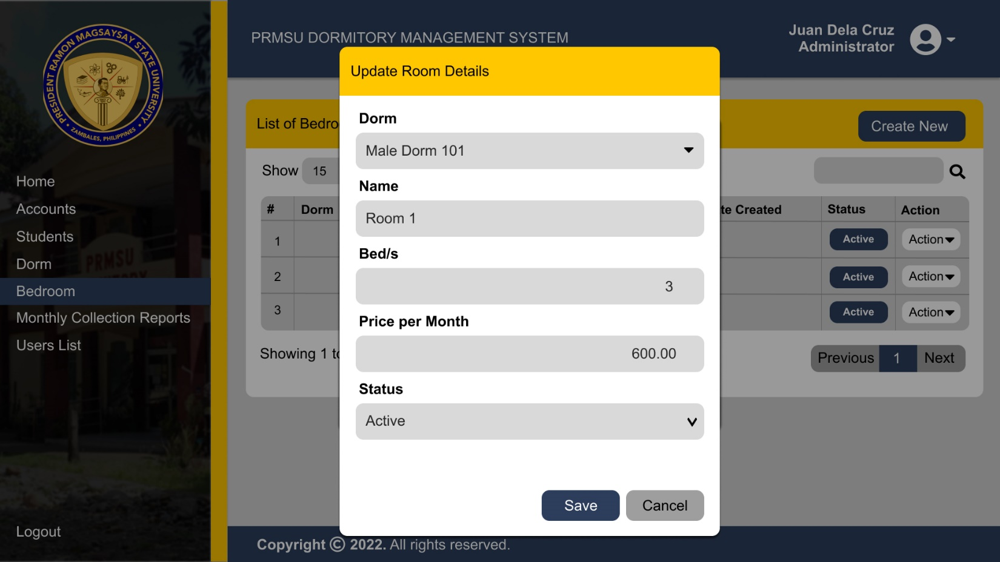 PRESIDENT RAMON MAGSAYSAY STATE UNIVERSITY
ZAMBALES, PHILIPPINES
Home
Accounts
Students
Dorm
PRMSU
Bedroom
Monthly Collection Reports
Users List
Logout
PRMSU DORMITORY MANAGEMENT SYSTEM
Juan Dela Cruz
Administrator
List of Bedro
Create New
Show 15
# Dorm te Created Status Action
1 Active Action
2 Active Action
3 Active Action
Showing 1 to
Previous 1 Next
Update Room Details
Dorm
Male Dorm 101
Name
Room 1
Bed/s
3
Price per Month
600.00
Status
Active
Save Cancel
Copyright © 2022. All rights reserved.